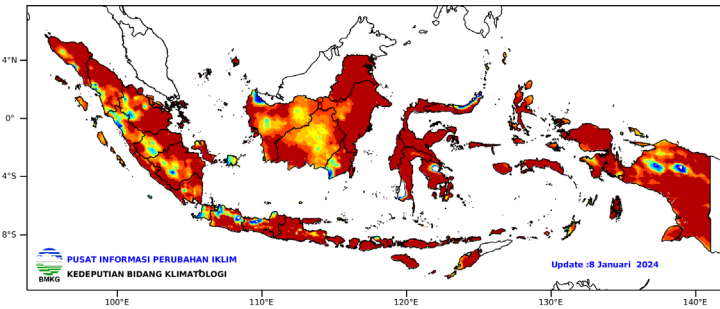 4°N
0°
4°S
8°S
PUSAT INFORMASI PERUBAHAN IKLIM
KEDEPUTIAN BIDANG KLIMATOLOGI
BMKG
Update :8 Januari 2024
100°E
110°E
120°E
130°E
140°E